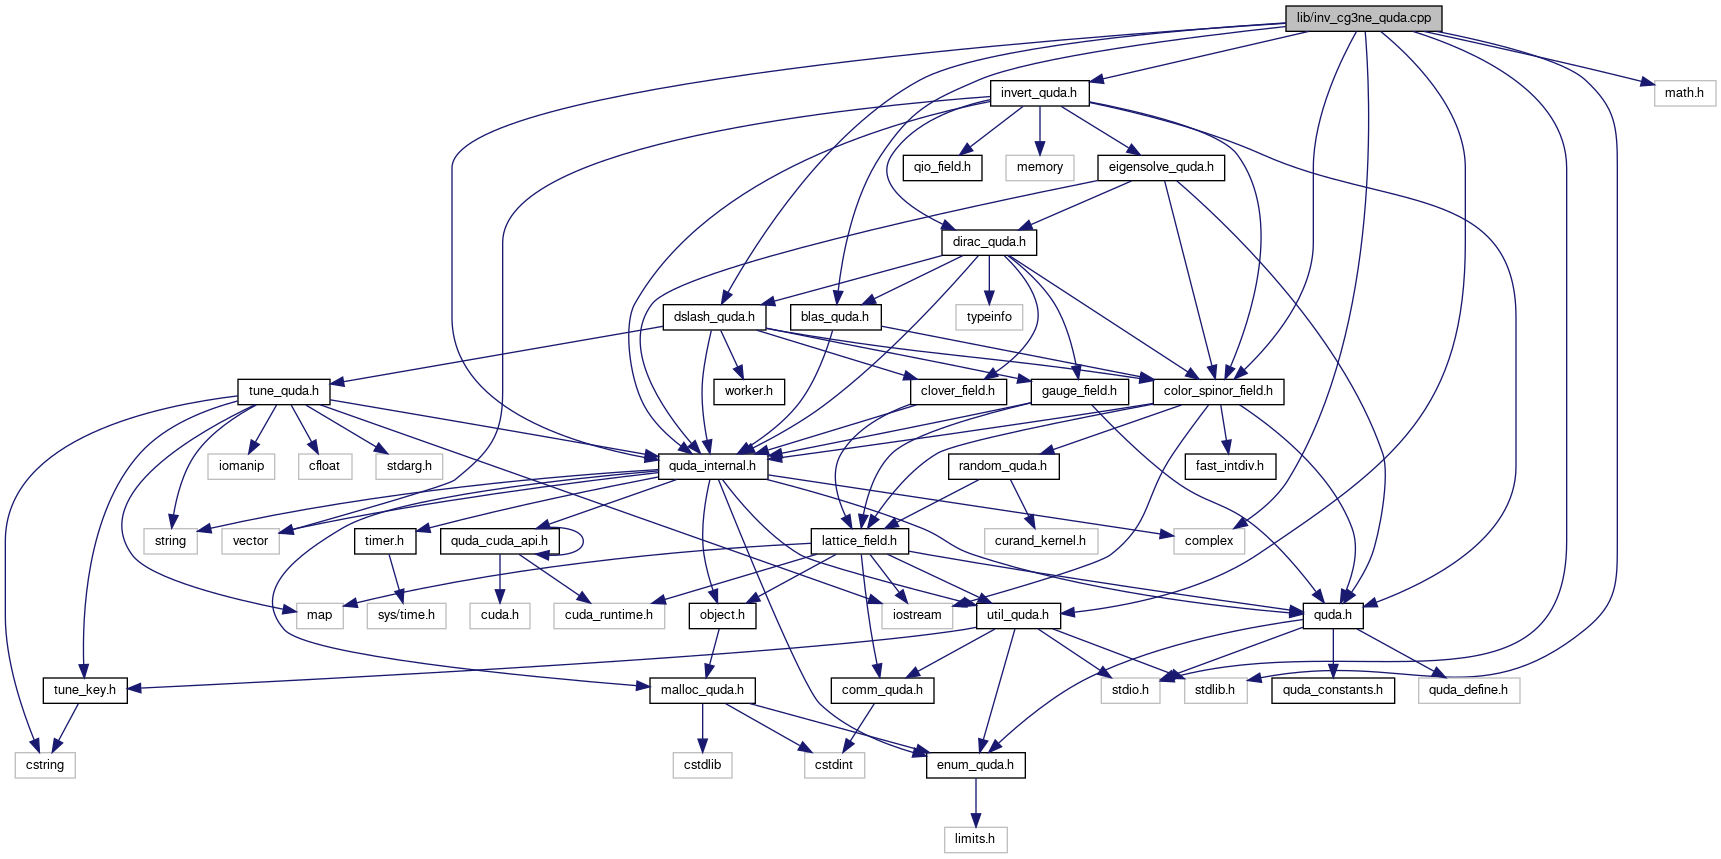 lib/inv_cg3ne_quda.cpp
invert_quda.h
math.h
qio_field.h
memory
eigensolve_quda.h
dirac_quda.h
dslash_quda.h
blas_quda.h
typeinfo
tune_quda.h
worker.h
clover_field.h
gauge_field.h
color_spinor_field.h
iomanip
cfloat
stdarg.h
quda_internal.h
random_quda.h
fast_intdiv.h
string
vector
timer.h
quda_cuda_api.h
lattice_field.h
curand_kernel.h
complex
map
sys/time.h
cuda.h
cuda_runtime.h
object.h
iostream
util_quda.h
quda.h
tune_key.h
malloc_quda.h
comm_quda.h
stdio.h
stdlib.h
quda_constants.h
quda_define.h
cstring
cstdlib
cstdint
enum_quda.h
limits.h